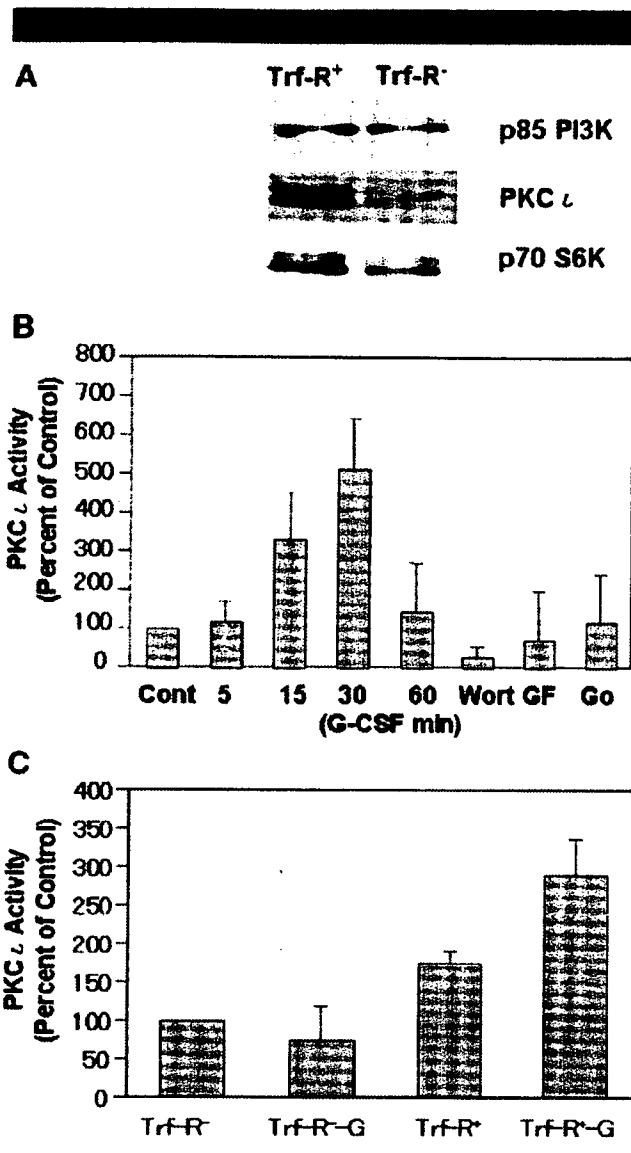 A
Trf-R⁺ Trf-R⁻
p85 PI3K
PKC ι
p70 S6K
B
PKC ι Activity
(Percent of Control)
800
700
600
500
400
300
200
100
0
Cont 5 15 30 60 Wort GF Go
(G-CSF min)
C
PKC ι Activity
(Percent of Control)
400
350
300
250
200
150
100
50
0
Trf-R⁻ Trf-R⁻-G Trf-R⁺ Trf-R⁺-G